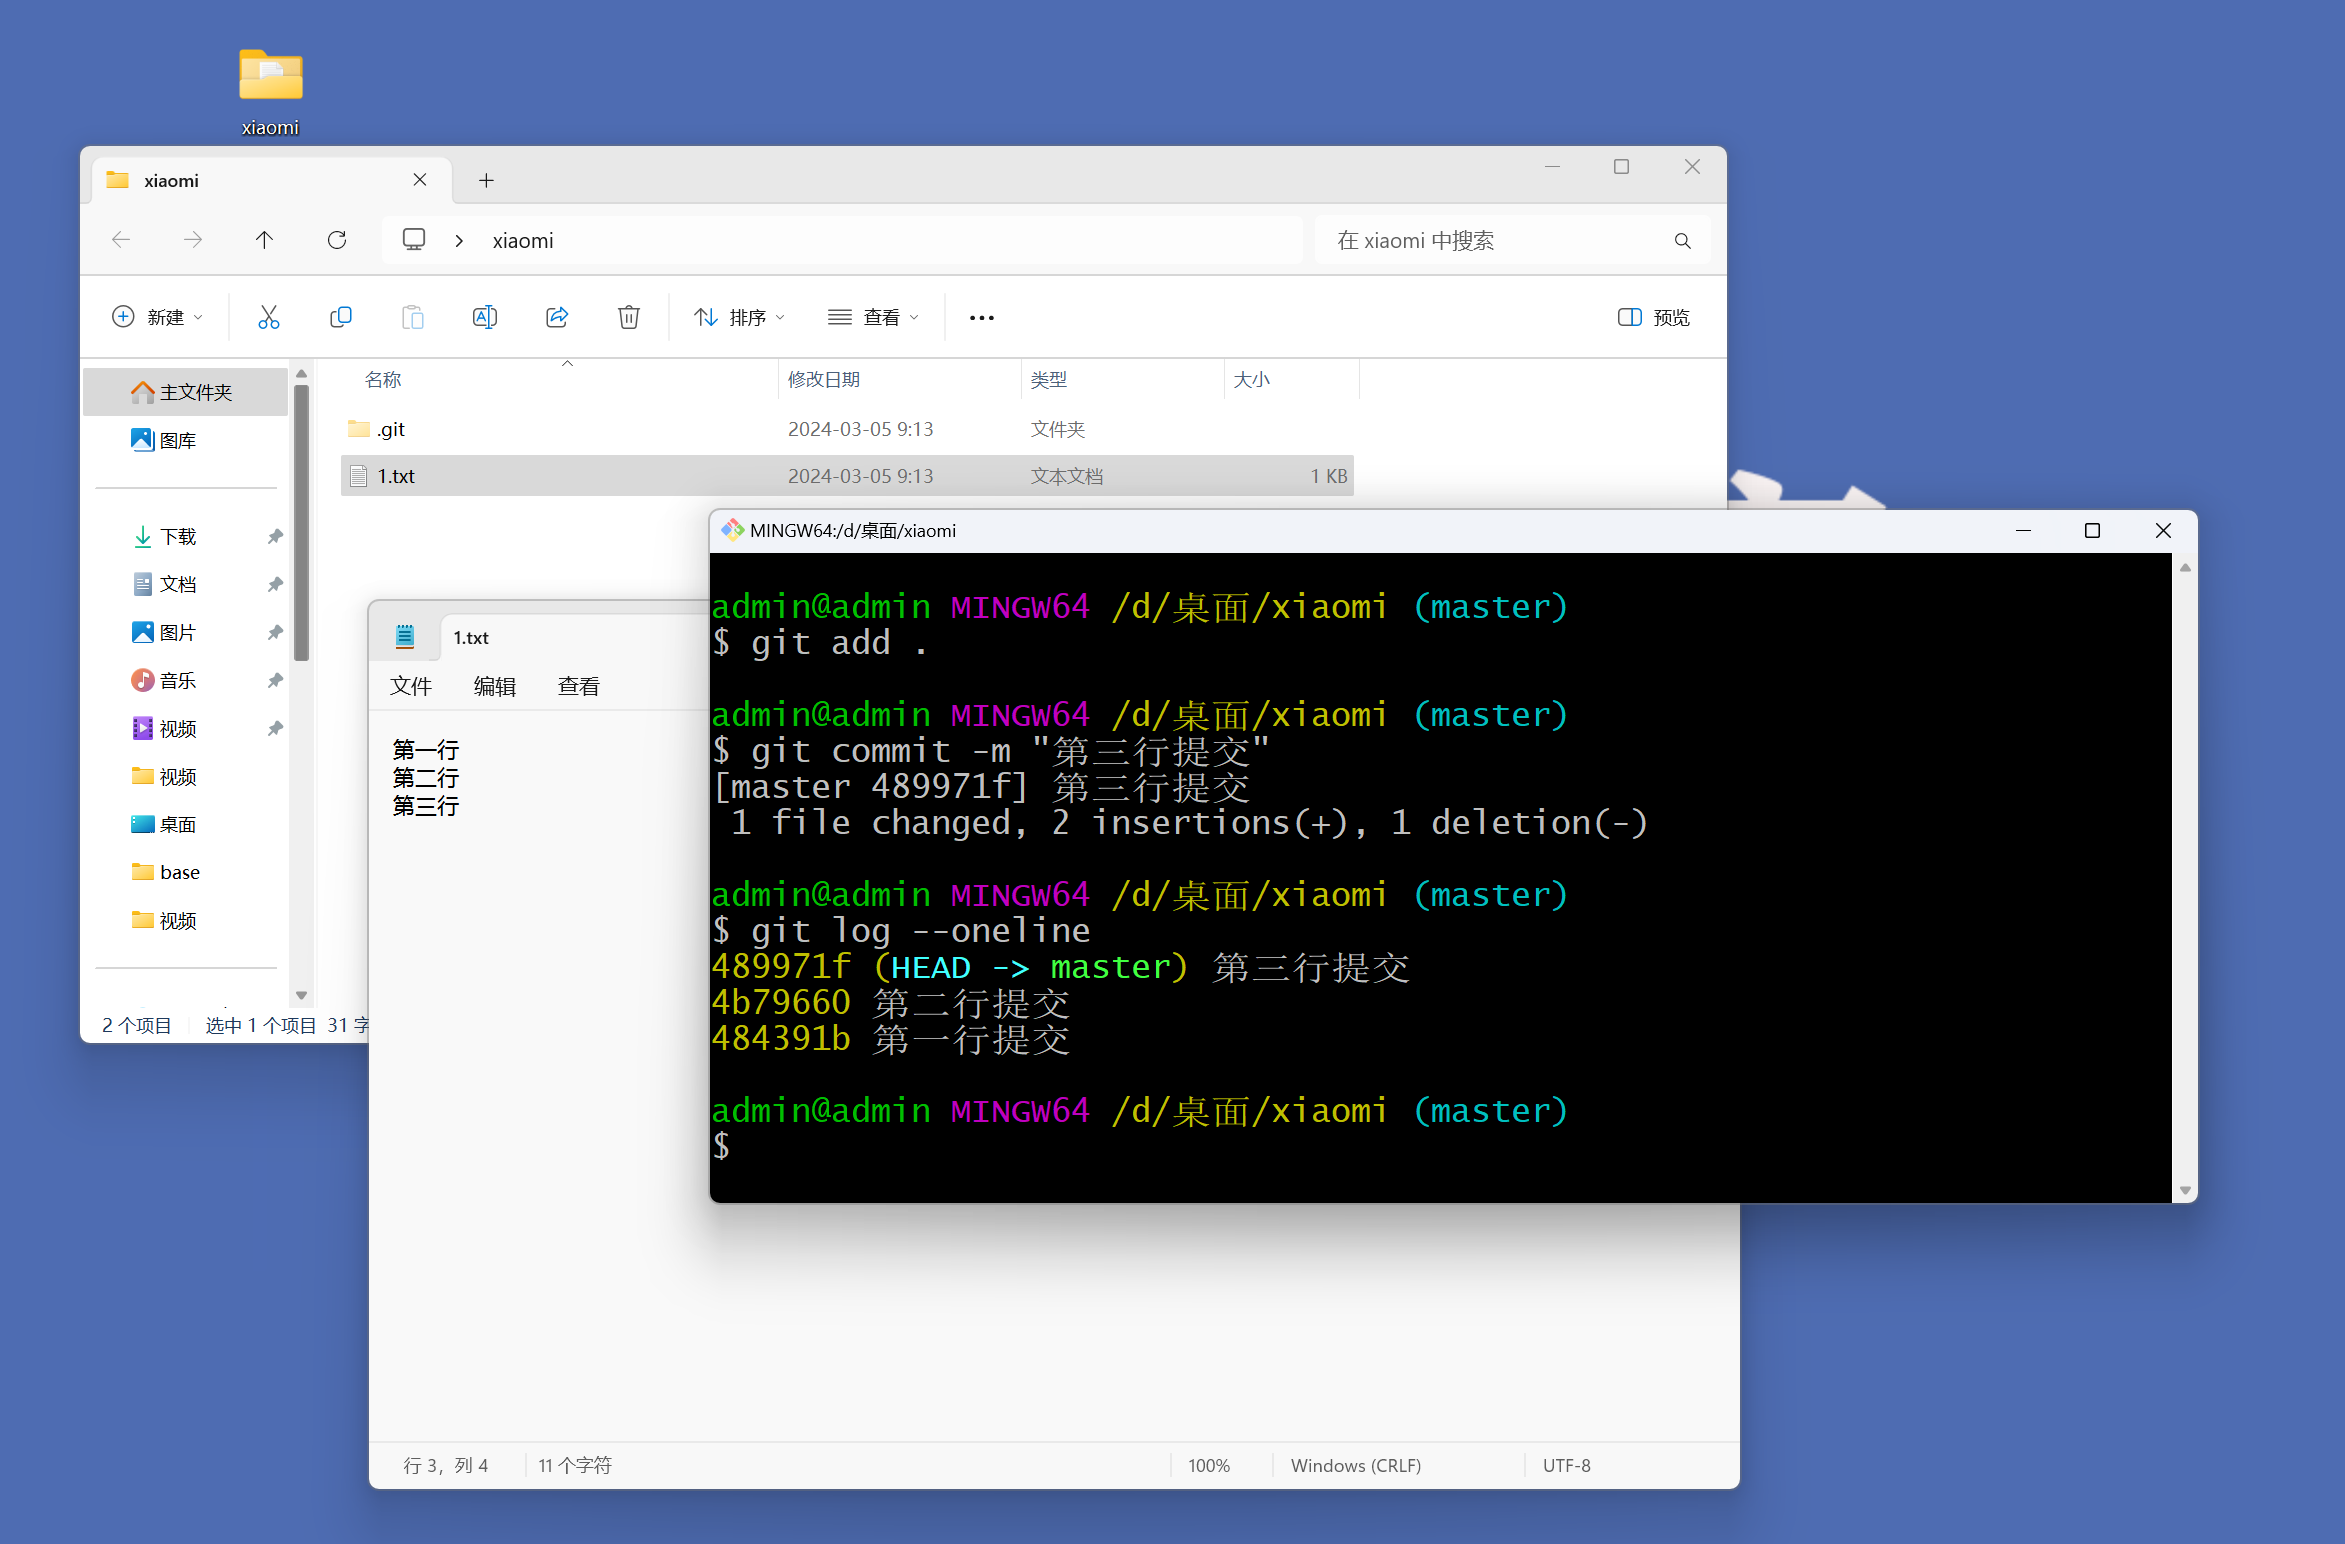 xiaomi
xiaomi
xiaomi
在 xiaomi 中搜索
新建
排序
查看
预览
主文件夹
图库
下载
文档
图片
音乐
视频
视频
桌面
base
视频
名称
修改日期
类型
大小
.git
2024-03-05 9:13
文件夹
1.txt
2024-03-05 9:13
文本文档
1 KB
2 个项目
选中 1 个项目 31 字
1.txt
文件
编辑
查看
第一行
第二行
第三行
行 3，列 4
11 个字符
100%
Windows (CRLF)
UTF-8
MINGW64:/d/桌面/xiaomi
admin@admin MINGW64 /d/桌面/xiaomi (master)
$ git add .
admin@admin MINGW64 /d/桌面/xiaomi (master)
$ git commit -m "第三行提交"
[master 489971f] 第三行提交
1 file changed, 2 insertions(+), 1 deletion(-)
admin@admin MINGW64 /d/桌面/xiaomi (master)
$ git log --oneline
489971f (HEAD -> master) 第三行提交
4b79660 第二行提交
484391b 第一行提交
admin@admin MINGW64 /d/桌面/xiaomi (master)
$